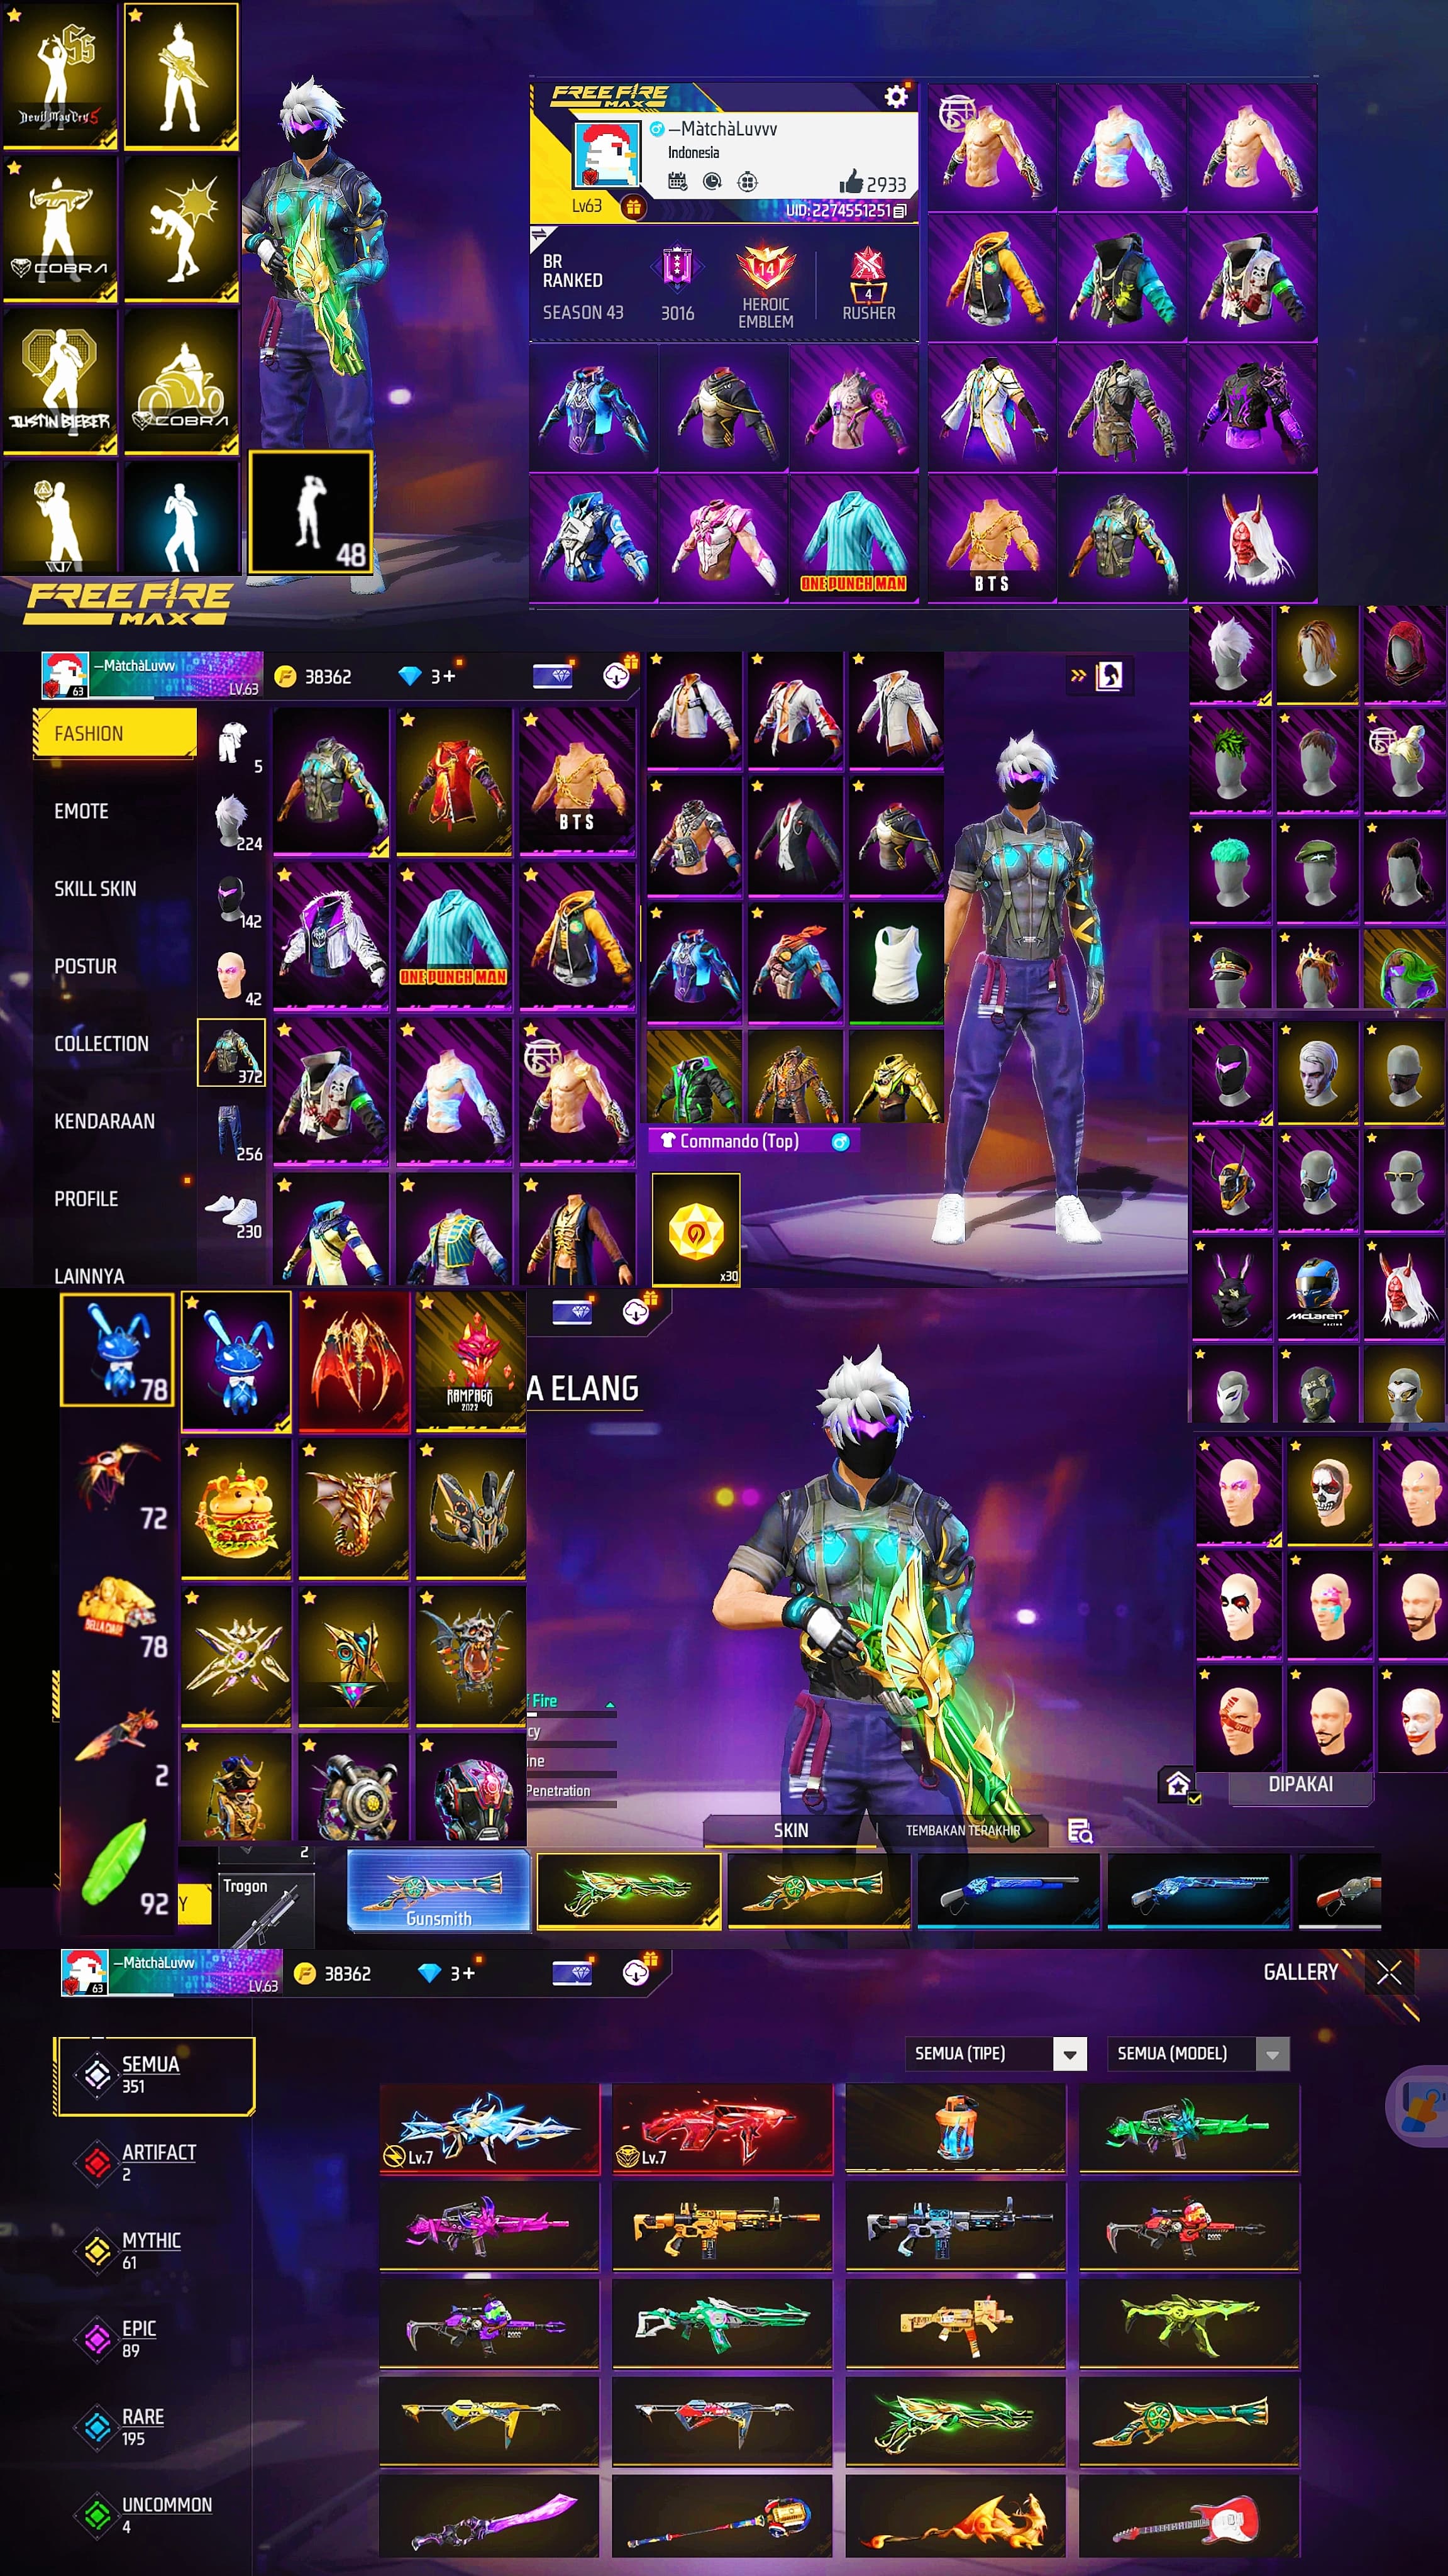 Devil May Cry 5
COBRA
JUSTIN BIEBER
COBRA
48
FREE FIRE
MAX
FREE FIRE
MAX
—MàtchàLuvvv
Indonesia
2933
Lv63
UID: 2274551251
BR
RANKED
SEASON 43
3016
14
HEROIC
EMBLEM
4
RUSHER
ONE PUNCH MAN
BTS
—MàtchàLuvvv
63
LV.63
38362
3+
FASHION
EMOTE
SKILL SKIN
POSTUR
COLLECTION
KENDARAAN
PROFILE
LAINNYA
5
224
142
42
372
256
230
BTS
ONE PUNCH MAN
Commando (Top)
x30
McLaren
78
72
BELLA CIAO
78
2
92
RAMPAGE
2022
A ELANG
f Fire
cy
ine
Penetration
DIPAKAI
SKIN
TEMBAKAN TERAKHIR
2
Y
Trogon
Gunsmith
—MàtchàLuvvv
63
LV.63
38362
3+
GALLERY
SEMUA (TIPE)
SEMUA (MODEL)
SEMUA
351
ARTIFACT
2
MYTHIC
61
EPIC
89
RARE
195
UNCOMMON
4
Lv.7
Lv.7